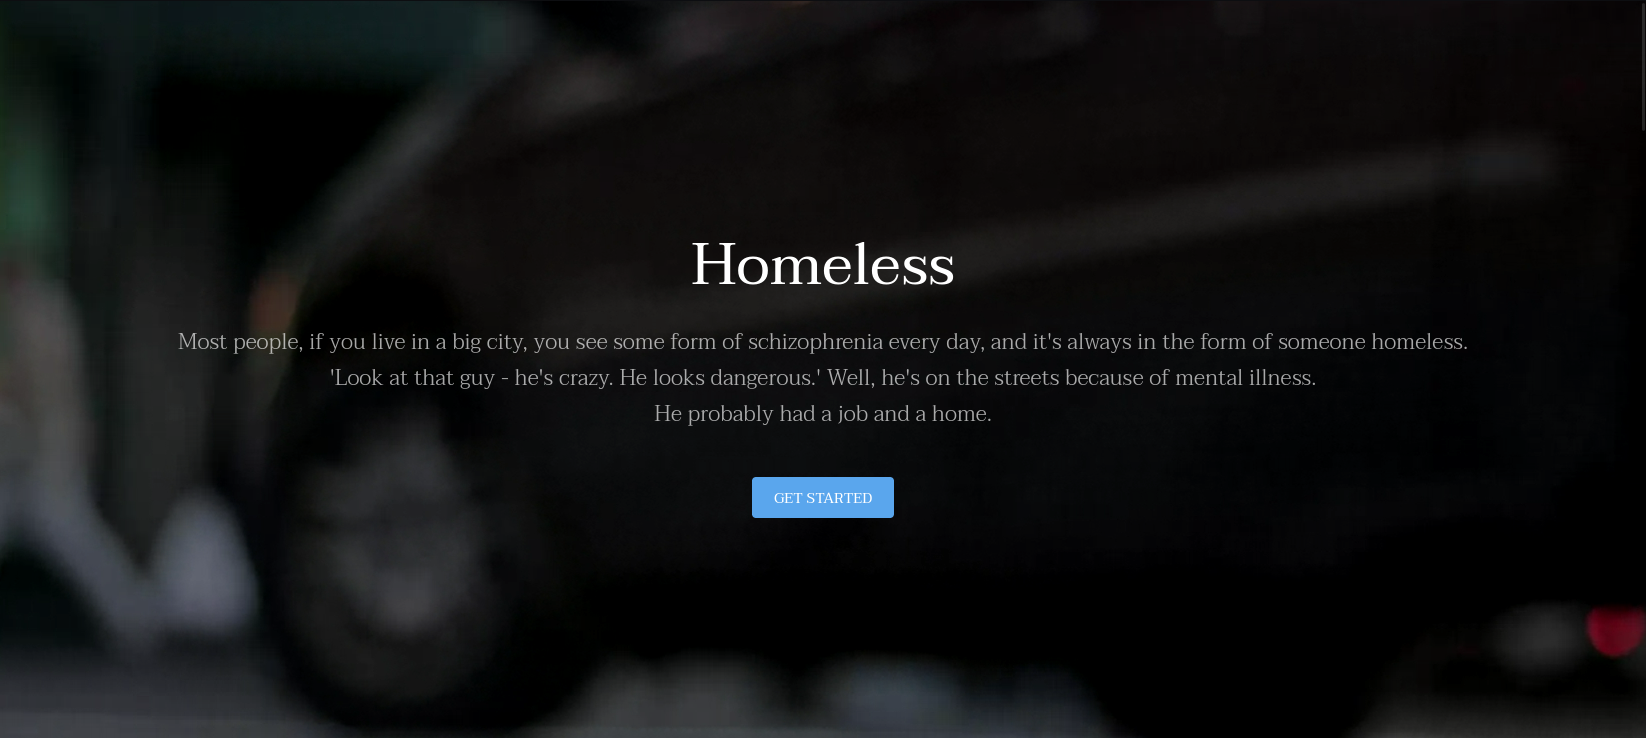 Homeless
Most people, if you live in a big city, you see some form of schizophrenia every day, and it's always in the form of someone homeless.
'Look at that guy - he's crazy. He looks dangerous.' Well, he's on the streets because of mental illness.
He probably had a job and a home.
GET STARTED